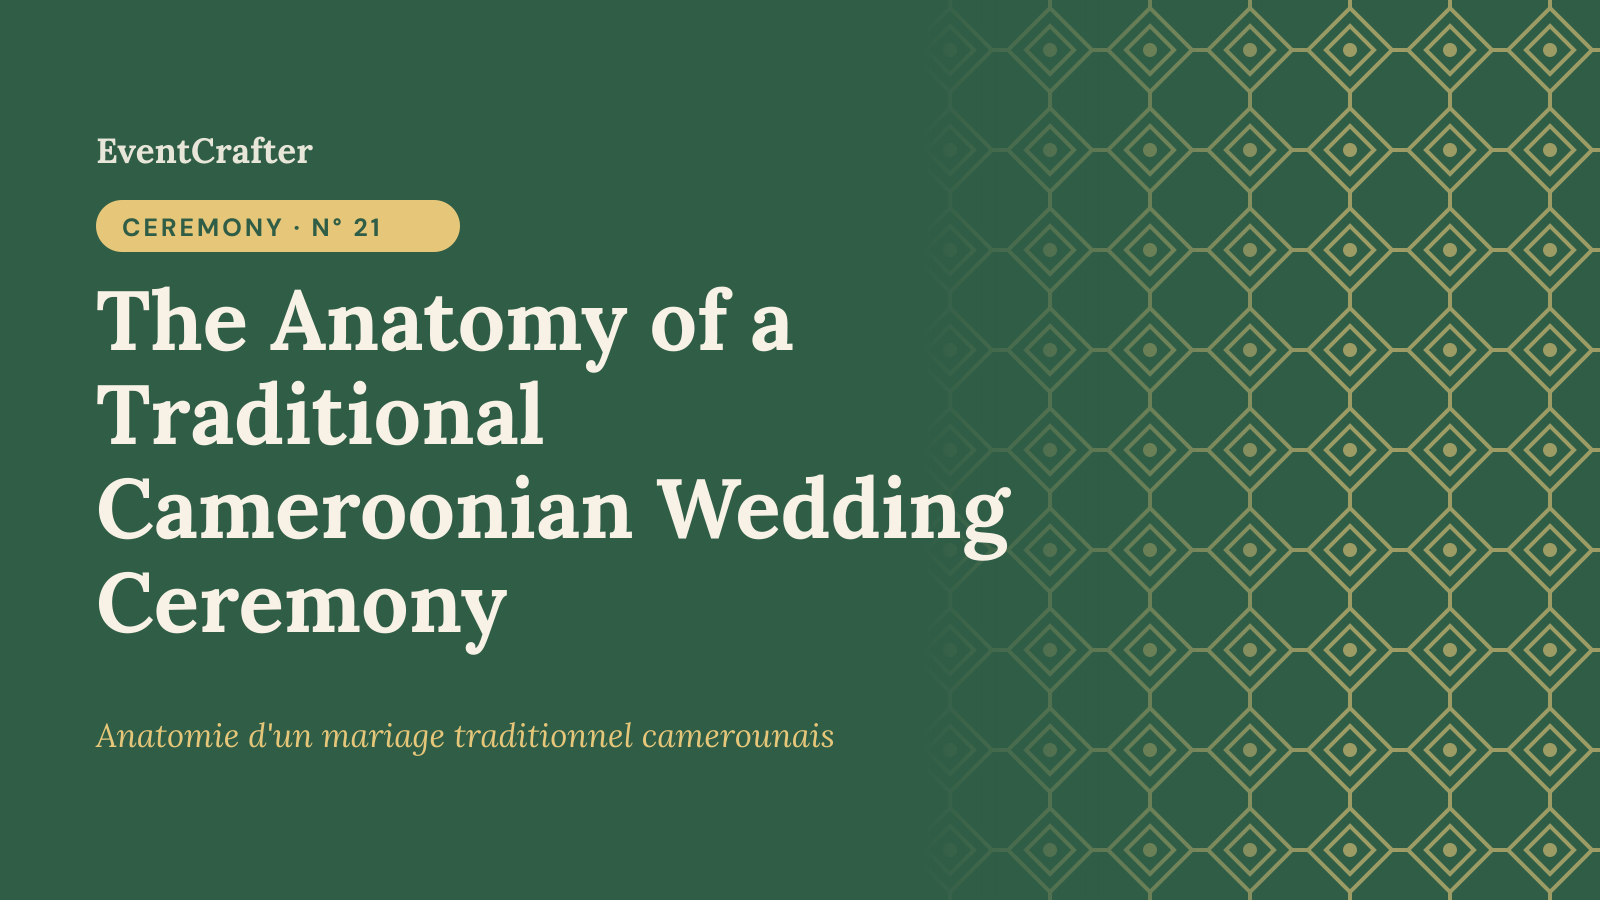 EventCrafter
CEREMONY · N° 21
The Anatomy of a
Traditional
Cameroonian Wedding
Ceremony
Anatomie d'un mariage traditionnel camerounais